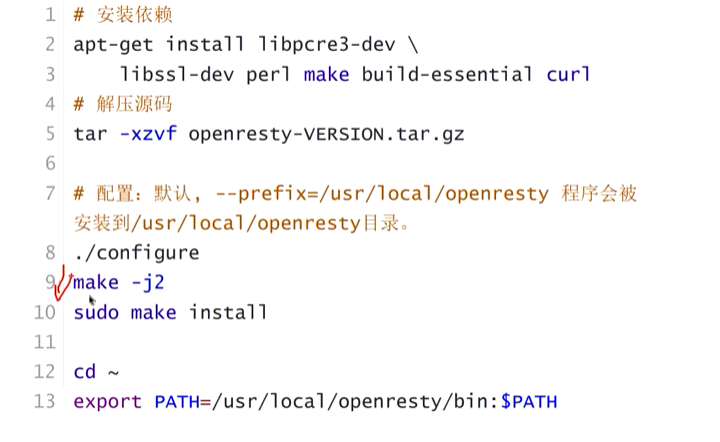 1 # 安装依赖
2 apt-get install libpcre3-dev \
3 libssl-dev perl make build-essential curl
4 # 解压源码
5 tar -xzvf openresty-VERSION.tar.gz
6
7 # 配置：默认, --prefix=/usr/local/openresty 程序会被
安装到/usr/local/openresty目录。
8 ./configure
9 make -j2
10 sudo make install
11
12 cd ~
13 export PATH=/usr/local/openresty/bin:$PATH